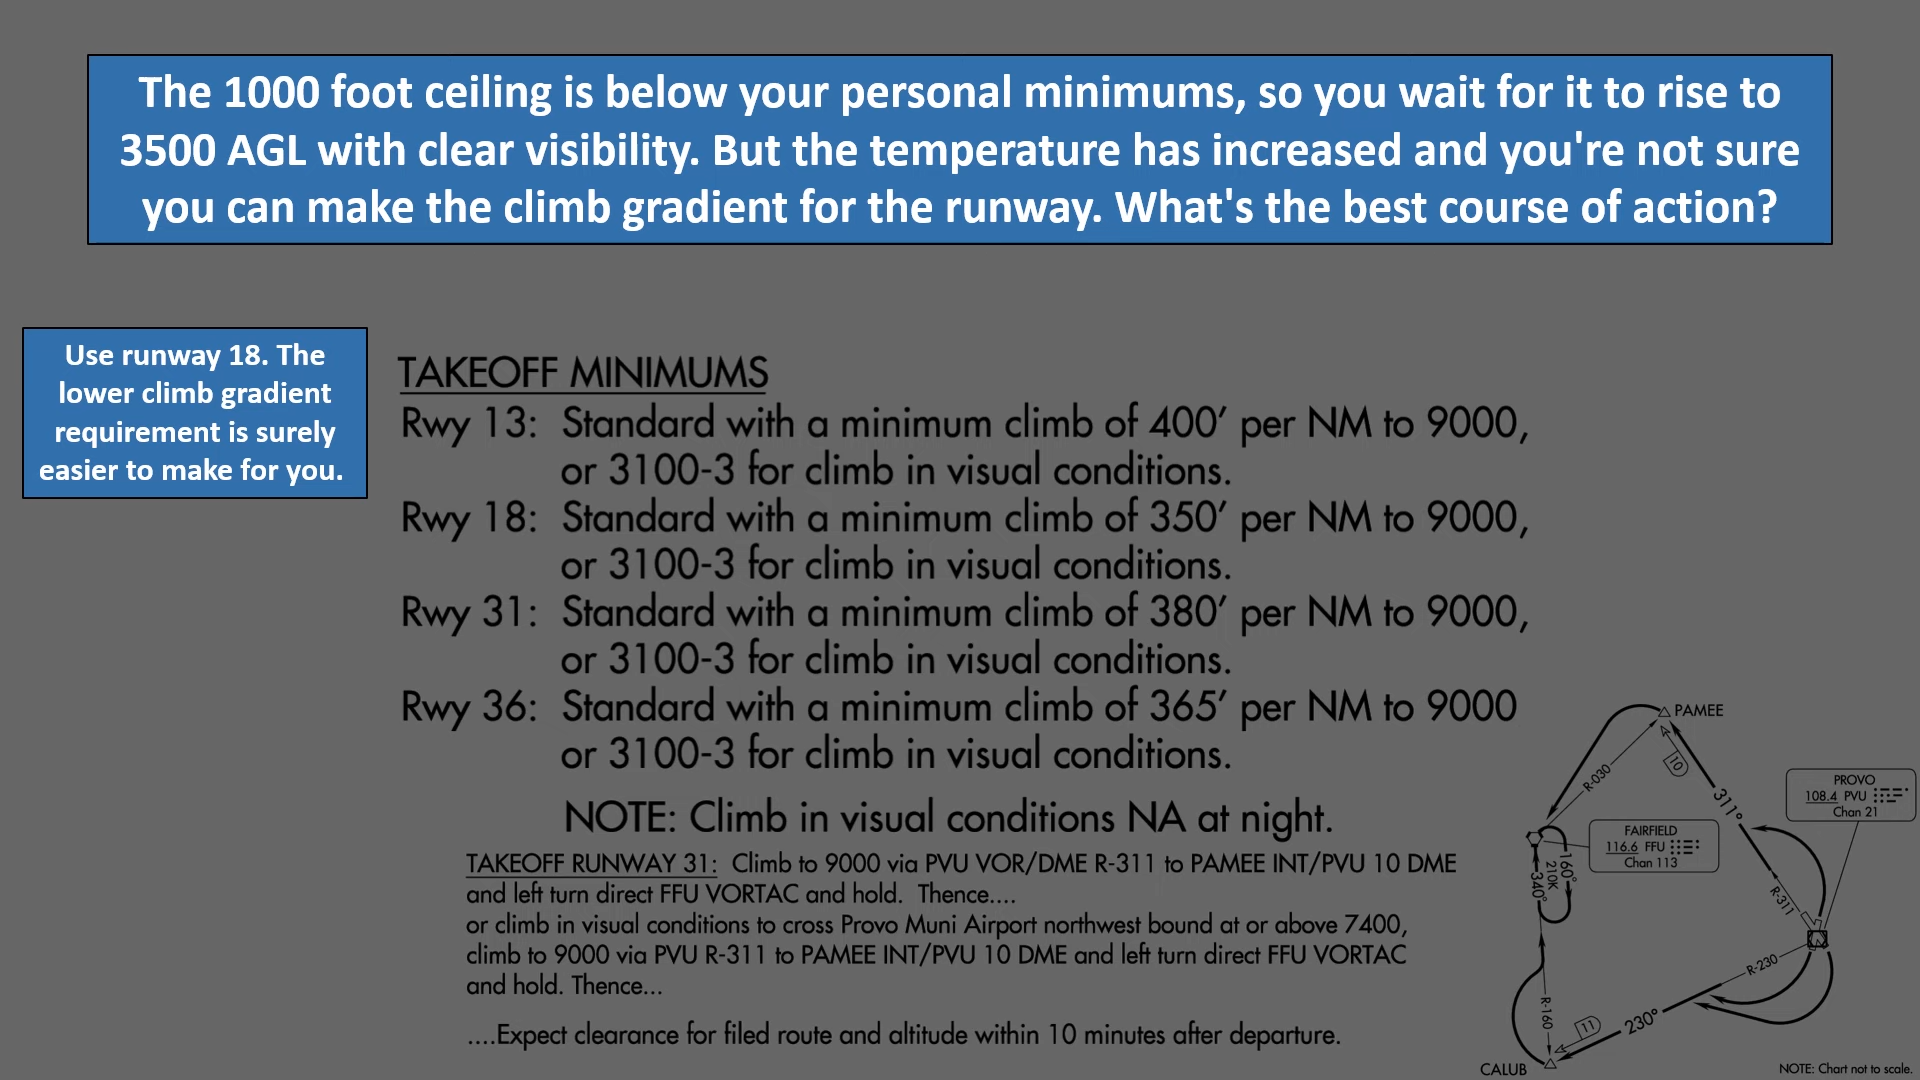 The 1000 foot ceiling is below your personal minimums, so you wait for it to rise to
3500 AGL with clear visibility. But the temperature has increased and you're not sure
you can make the climb gradient for the runway. What's the best course of action?
Use runway 18. The
lower climb gradient
requirement is surely
easier to make for you.
TAKEOFF MINIMUMS
Rwy 13: Standard with a minimum climb of 400' per NM to 9000,
or 3100-3 for climb in visual conditions.
Rwy 18: Standard with a minimum climb of 350' per NM to 9000,
or 3100-3 for climb in visual conditions.
Rwy 31: Standard with a minimum climb of 380' per NM to 9000,
or 3100-3 for climb in visual conditions.
Rwy 36: Standard with a minimum climb of 365' per NM to 9000
or 3100-3 for climb in visual conditions.
NOTE: Climb in visual conditions NA at night.
TAKEOFF RUNWAY 31: Climb to 9000 via PVU VOR/DME R-311 to PAMEE INT/PVU 10 DME
and left turn direct FFU VORTAC and hold. Thence....
or climb in visual conditions to cross Provo Muni Airport northwest bound at or above 7400,
climb to 9000 via PVU R-311 to PAMEE INT/PVU 10 DME and left turn direct FFU VORTAC
and hold. Thence...
....Expect clearance for filed route and altitude within 10 minutes after departure.
PAMEE
10
R-030
311°
PROVO
108.4 PVU
Chan 21
FAIRFIELD
116.6 FFU
Chan 113
160°
210K
340°
R-311
R-230
230°
R-160
11
CALUB
NOTE: Chart not to scale.